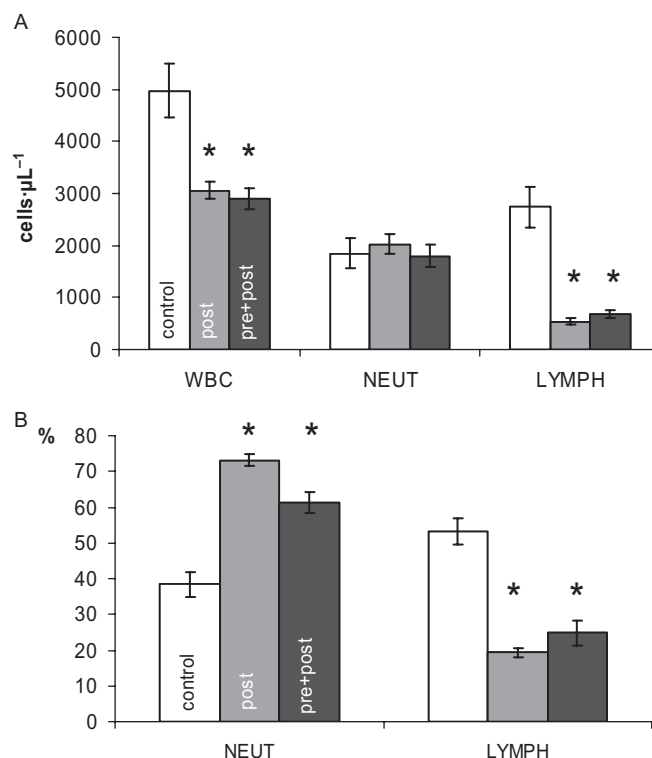 A
6000
5000
4000
3000
2000
1000
0
cells·µL⁻¹
control
post
pre+post
* *
* *
WBC NEUT LYMPH
B
%
80
70
60
50
40
30
20
10
0
control
post
pre+post
* *
* *
NEUT LYMPH